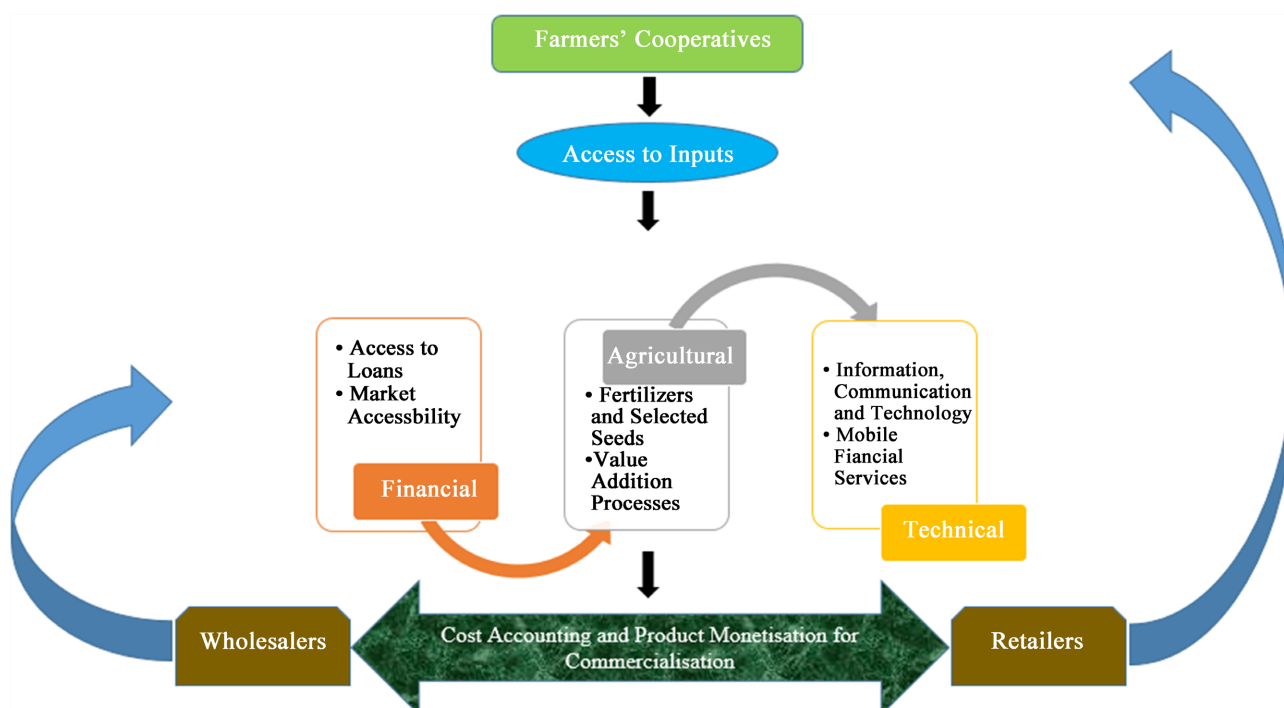 Farmers’ Cooperatives
Access to Inputs
• Access to
Loans
• Market
Accessbility
Financial
Agricultural
• Fertilizers
and Selected
Seeds
• Value
Addition
Processes
• Information,
Communication
and Technology
• Mobile
Fiancial
Services
Technical
Wholesalers
Cost Accounting and Product Monetisation for
Commercialisation
Retailers